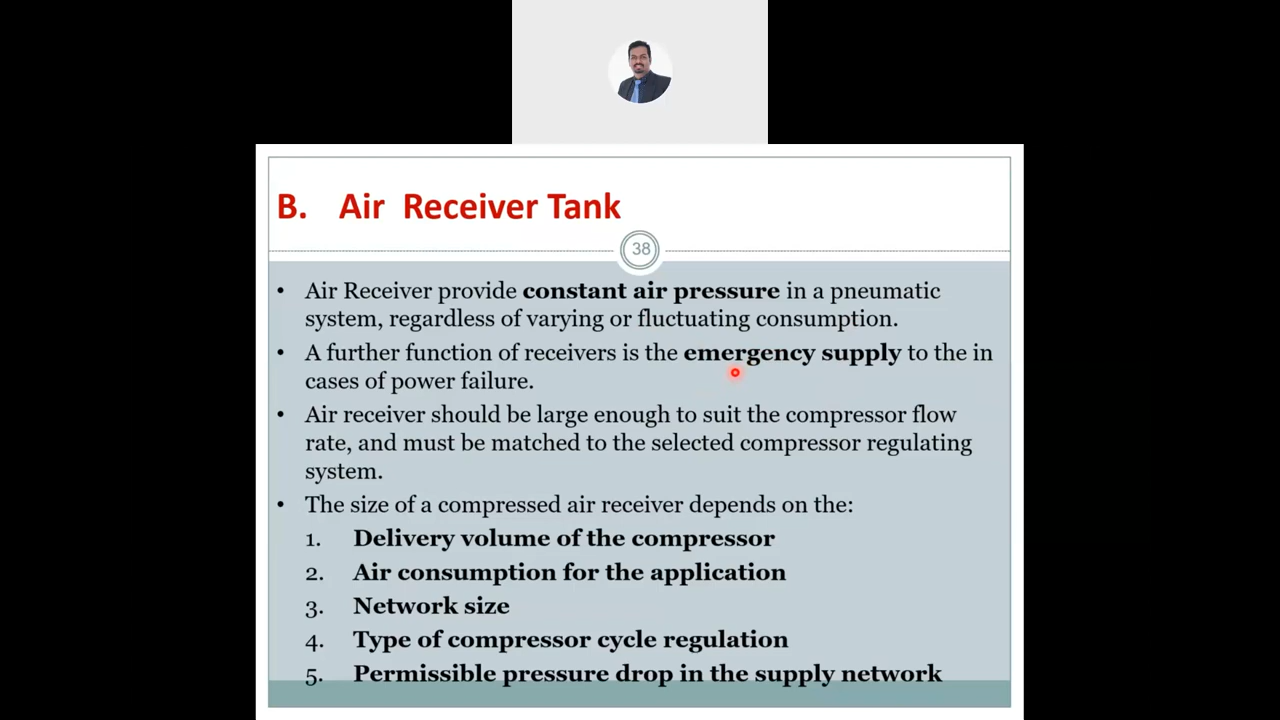 B. Air Receiver Tank
38
• Air Receiver provide constant air pressure in a pneumatic
system, regardless of varying or fluctuating consumption.
• A further function of receivers is the emergency supply to the in
cases of power failure.
• Air receiver should be large enough to suit the compressor flow
rate, and must be matched to the selected compressor regulating
system.
• The size of a compressed air receiver depends on the:
1. Delivery volume of the compressor
2. Air consumption for the application
3. Network size
4. Type of compressor cycle regulation
5. Permissible pressure drop in the supply network